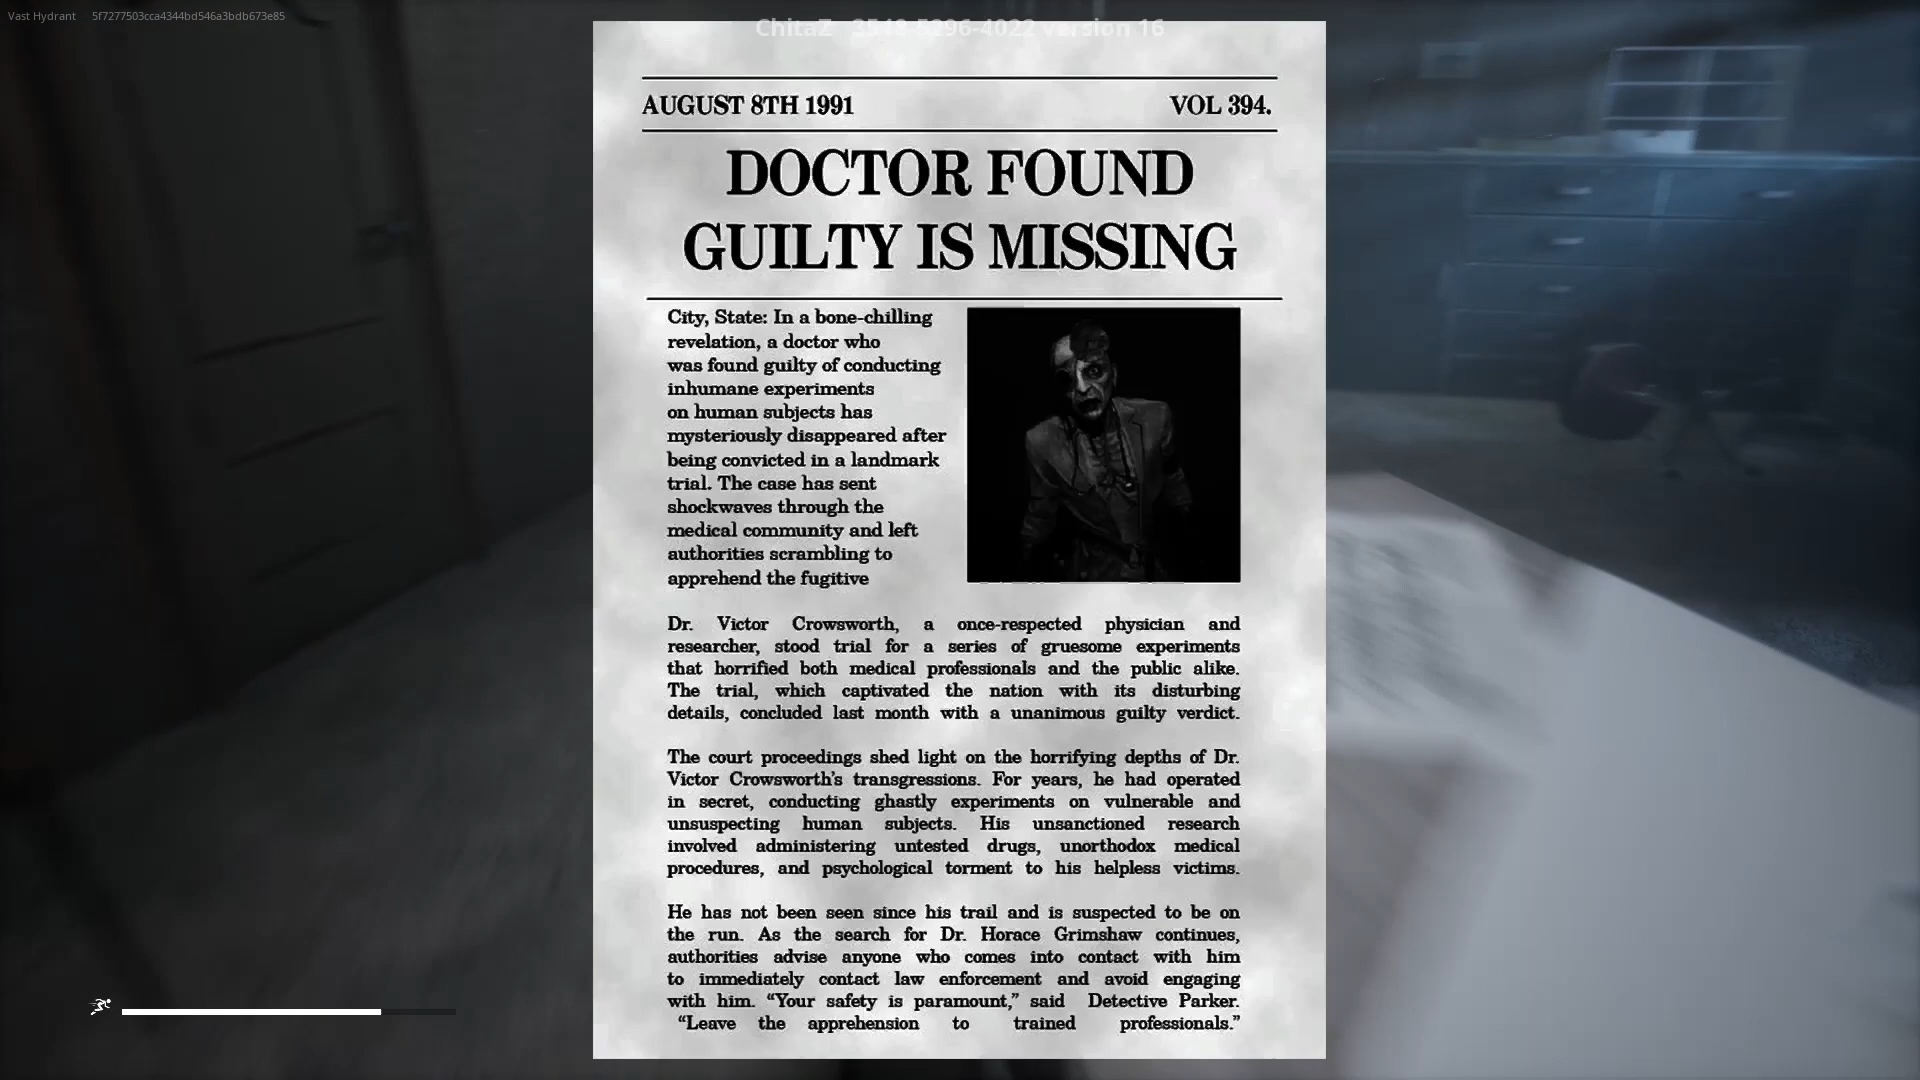 Vast Hydrant 5f7277503cca4344bd546a3bdb673e85
ChitaZ 3548-5296-4022 version 16
AUGUST 8TH 1991 VOL 394.
DOCTOR FOUND
GUILTY IS MISSING
City, State: In a bone-chilling
revelation, a doctor who
was found guilty of conducting
inhumane experiments
on human subjects has
mysteriously disappeared after
being convicted in a landmark
trial. The case has sent
shockwaves through the
medical community and left
authorities scrambling to
apprehend the fugitive
Dr. Victor Crowsworth, a once-respected physician and
researcher, stood trial for a series of gruesome experiments
that horrified both medical professionals and the public alike.
The trial, which captivated the nation with its disturbing
details, concluded last month with a unanimous guilty verdict.
The court proceedings shed light on the horrifying depths of Dr.
Victor Crowsworth's transgressions. For years, he had operated
in secret, conducting ghastly experiments on vulnerable and
unsuspecting human subjects. His unsanctioned research
involved administering untested drugs, unorthodox medical
procedures, and psychological torment to his helpless victims.
He has not been seen since his trail and is suspected to be on
the run. As the search for Dr. Horace Grimshaw continues,
authorities advise anyone who comes into contact with him
to immediately contact law enforcement and avoid engaging
with him. “Your safety is paramount,” said Detective Parker.
“Leave the apprehension to trained professionals.”